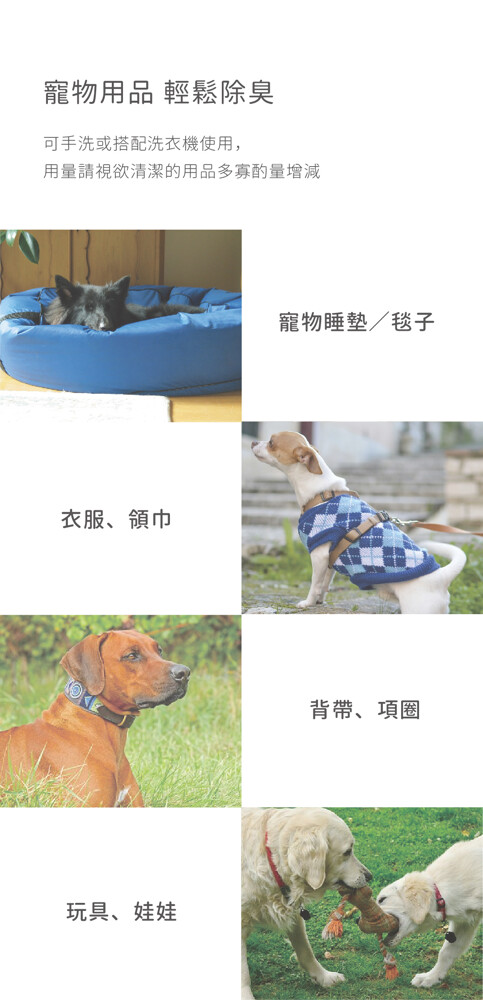 寵物用品 輕鬆除臭
可手洗或搭配洗衣機使用，
用量請視欲清潔的用品多寡酌量增減
寵物睡墊／毯子
衣服、領巾
背帶、項圈
玩具、娃娃